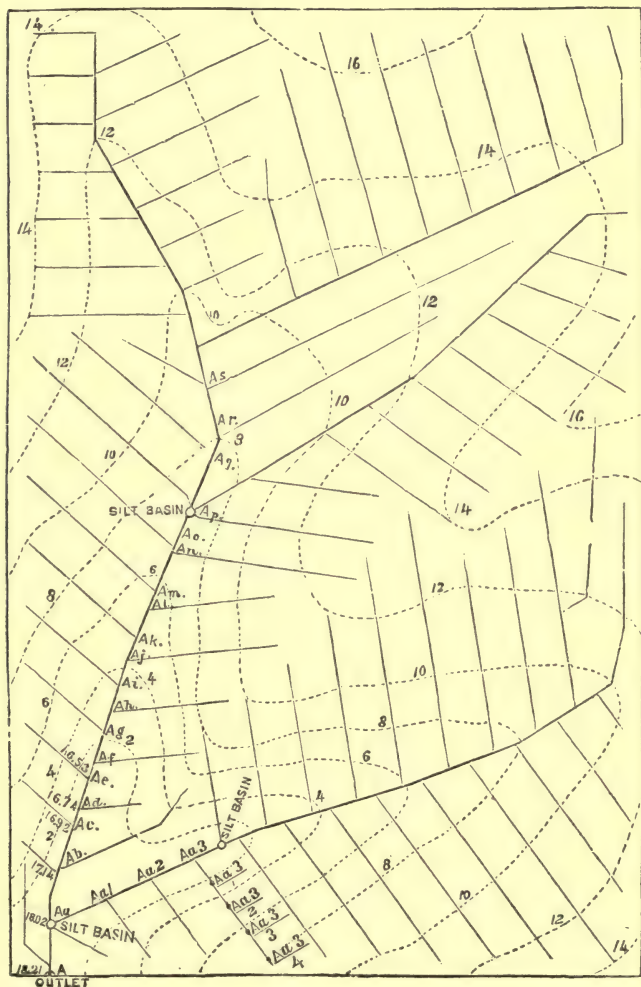 14
16
12
14
14
10
12
12
As.
10
Ar.
8
16
10
Aq.
SILT BASIN
Ap.
14
Ao.
An.
6
12
8
Am.
Al.
Ak.
Aj.
10
4
Ai.
6
Ah.
8
Ag
2
6
Af
16.53
4
Ae.
4
16.74
Ad.
SILT BASIN
16.92
Ac.
2
Aa3
Ab.
Aa2
8
17.14
Aa3
1
Aa1
10
Aa3
2
Aa
12
18.02
SILT BASIN
Aa3
3
14
Aa3
4
18.21
A
OUTLET